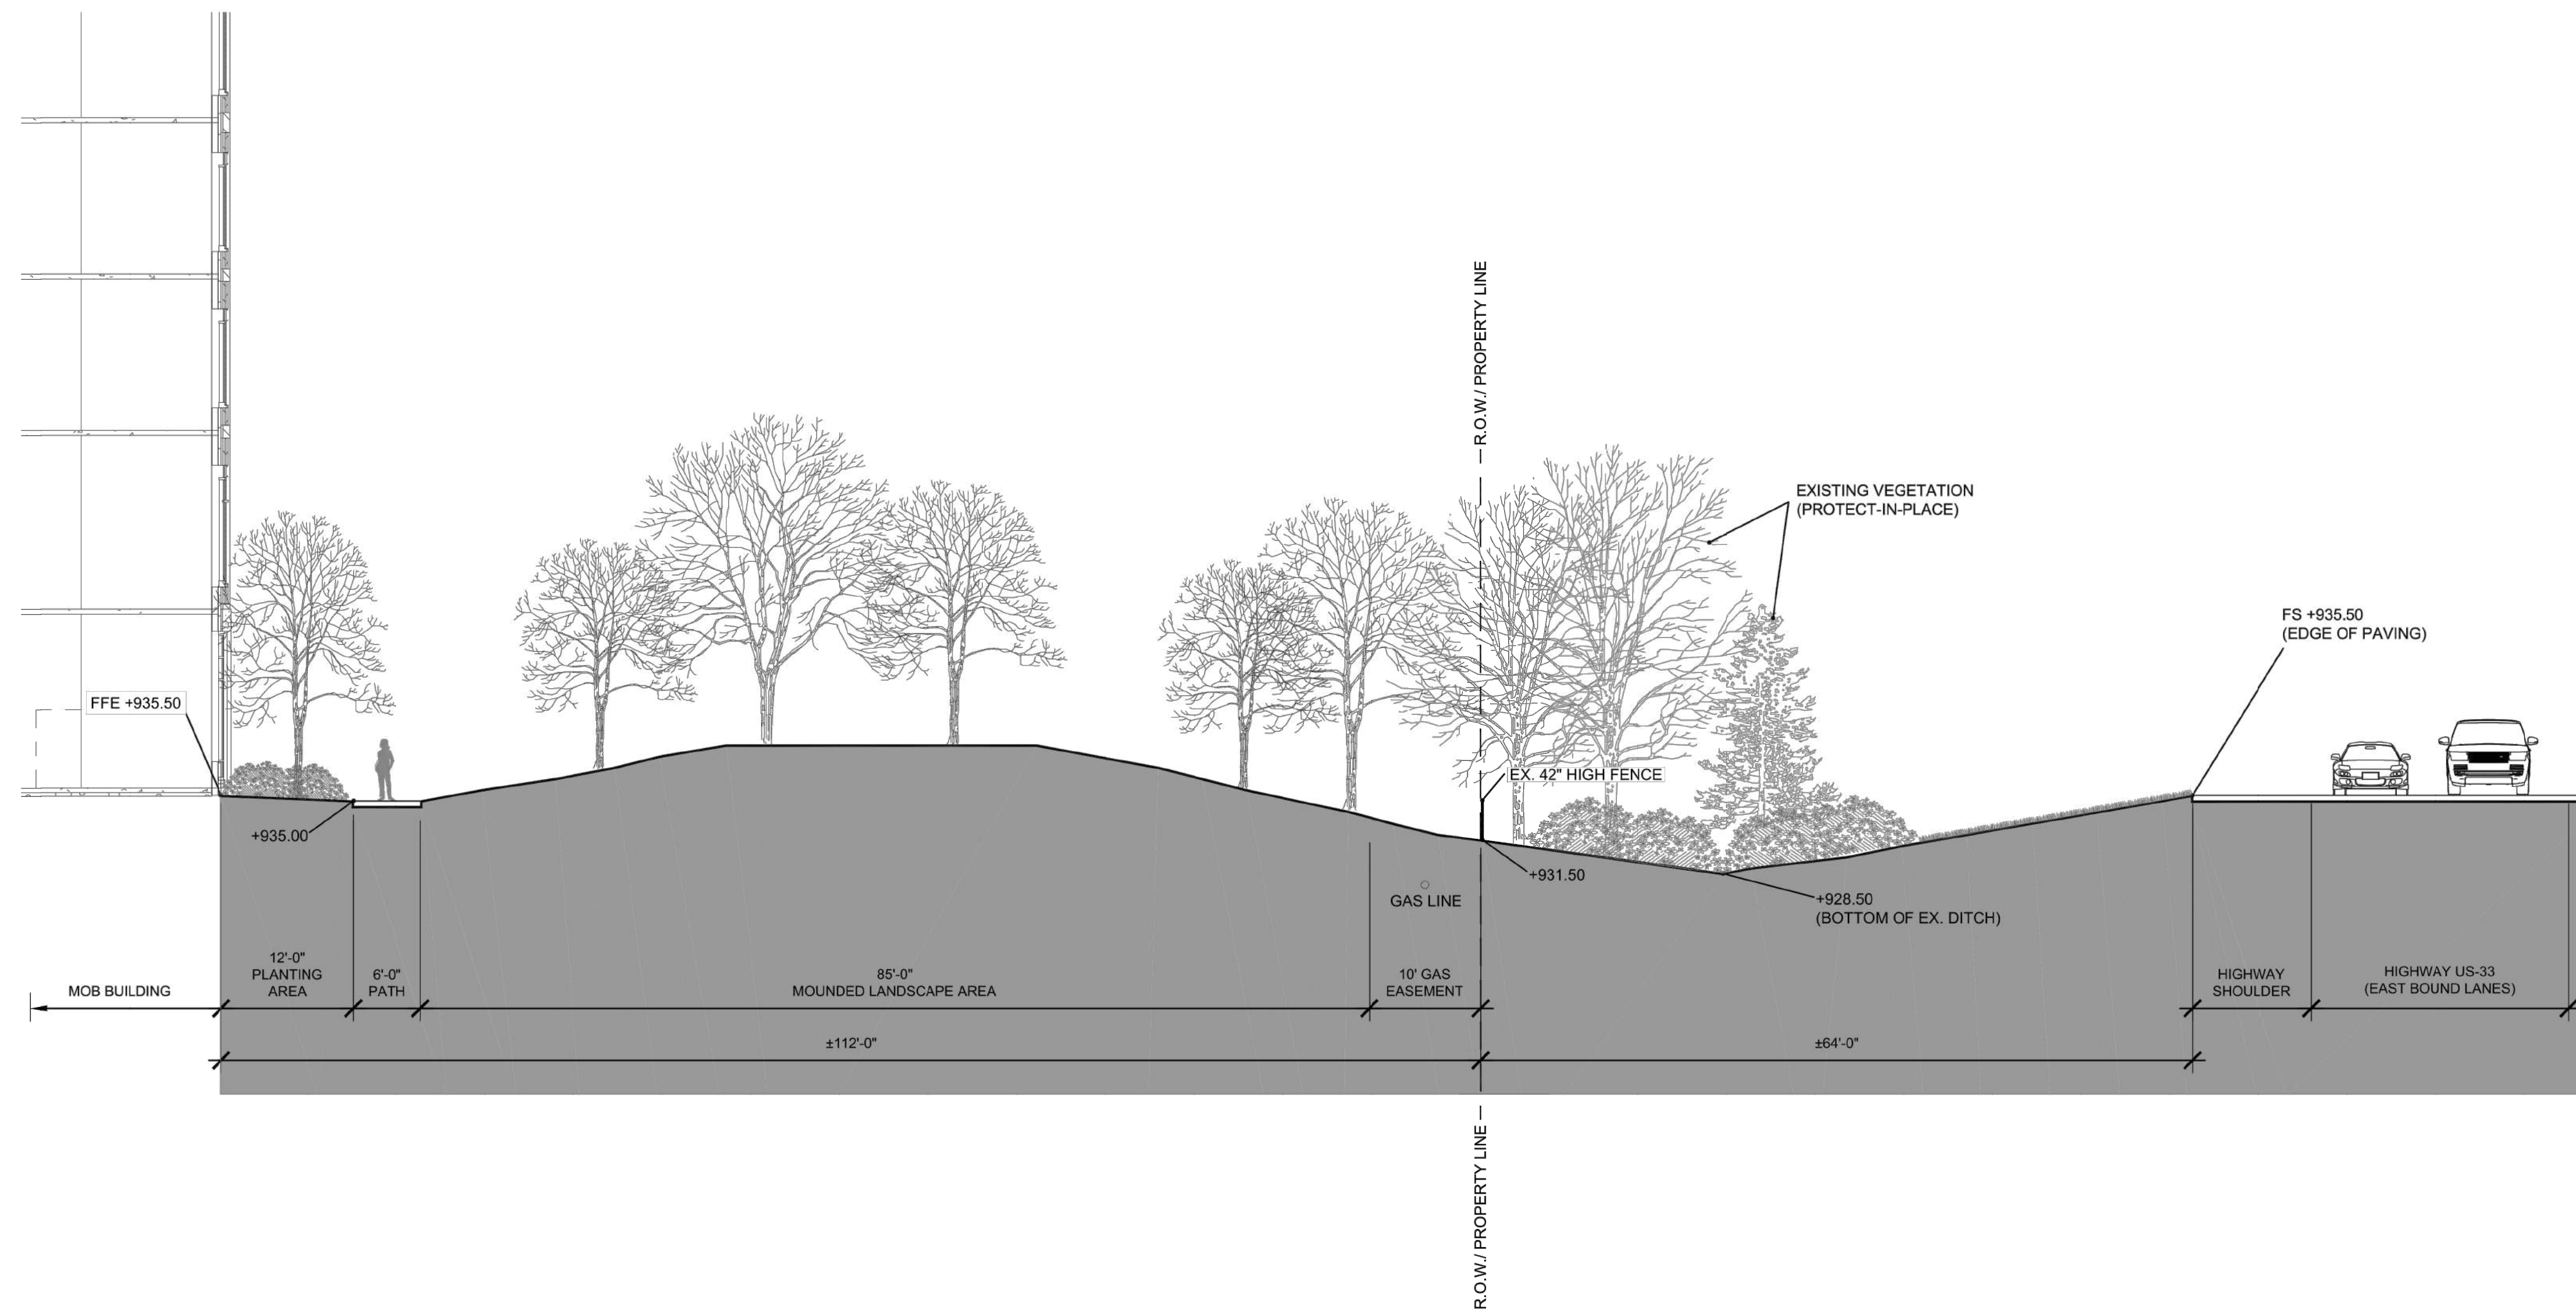 R.O.W./ PROPERTY LINE
EXISTING VEGETATION
(PROTECT-IN-PLACE)
FS +935.50
(EDGE OF PAVING)
FFE +935.50
EX. 42" HIGH FENCE
+935.00
+931.50
GAS LINE
+928.50
(BOTTOM OF EX. DITCH)
MOB BUILDING
12'-0"
PLANTING
AREA
6'-0"
PATH
85'-0"
MOUNDED LANDSCAPE AREA
10' GAS
EASEMENT
HIGHWAY
SHOULDER
HIGHWAY US-33
(EAST BOUND LANES)
±112'-0"
±64'-0"
R.O.W./ PROPERTY LINE